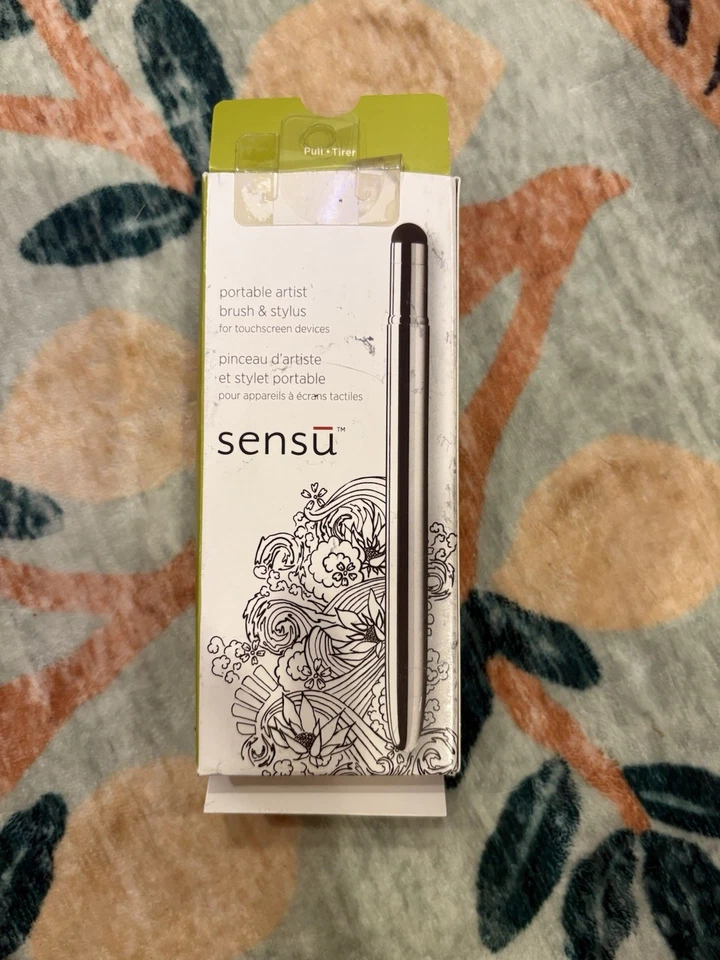 Pull • Tirer
portable artist
brush & stylus
for touchscreen devices
pinceau d'artiste
et stylet portable
pour appareils à écrans tactiles
sensū™